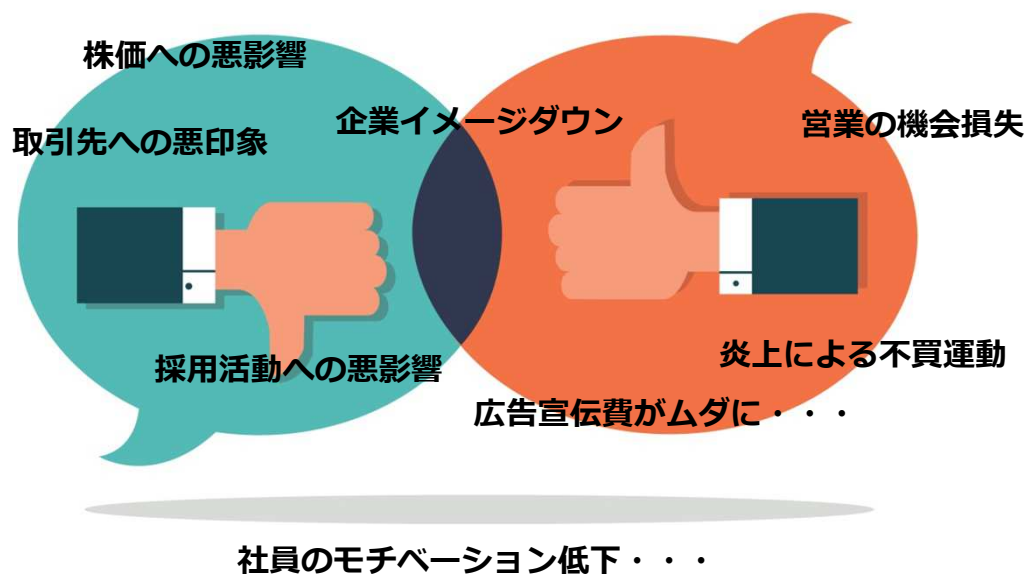 株価への悪影響
企業イメージダウン
営業の機会損失
取引先への悪印象
炎上による不買運動
採用活動への悪影響
広告宣伝費がムダに・・・
社員のモチベーション低下・・・